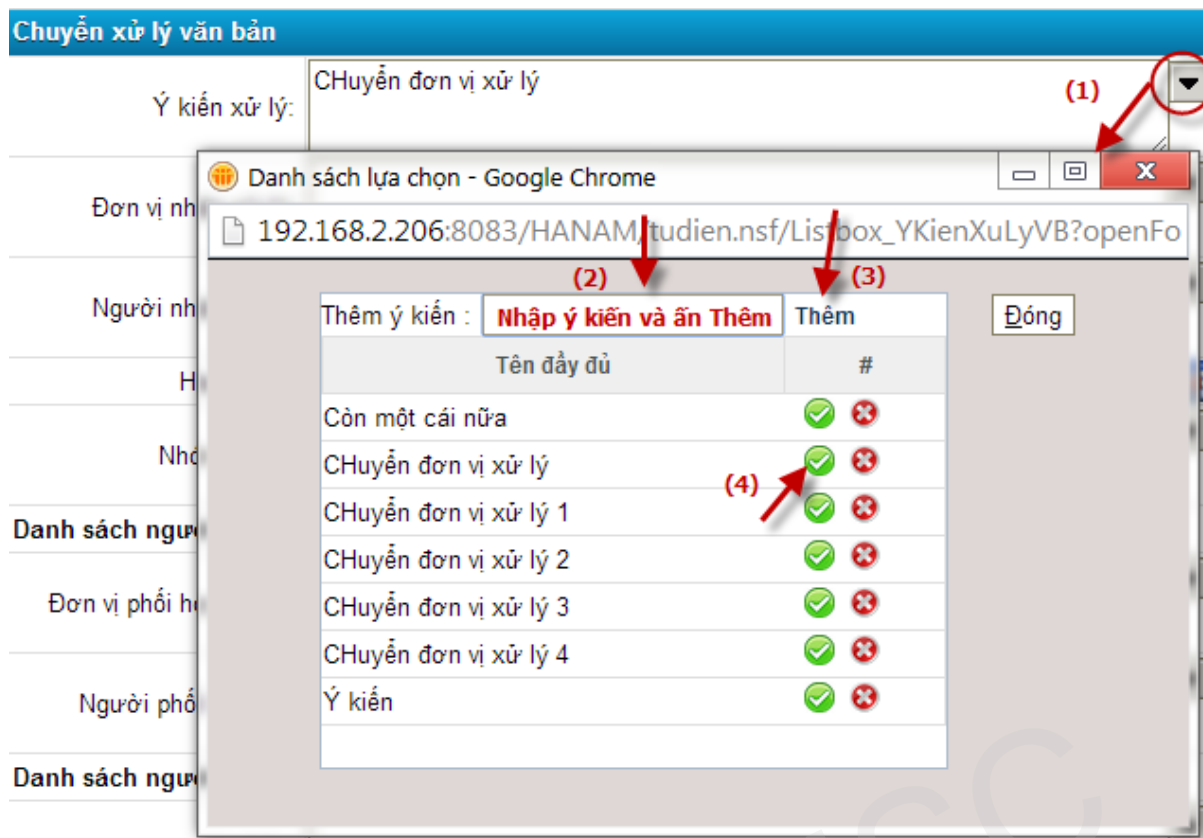 Chuyển xử lý văn bản
Ý kiến xử lý:
CHuyển đơn vị xử lý
(1)
Danh sách lựa chọn - Google Chrome
Đơn vị nh
192.168.2.206:8083/HANAM/tudien.nsf/Listbox_YKienXuLyVB?openFo
(2)
(3)
Người nh
Thêm ý kiến :
Nhập ý kiến và ấn Thêm
Thêm
Đóng
Tên đầy đủ
#
H
Còn một cái nữa
Nhó
CHuyển đơn vị xử lý
(4)
CHuyển đơn vị xử lý 1
Danh sách ngư
CHuyển đơn vị xử lý 2
Đơn vị phối h
CHuyển đơn vị xử lý 3
CHuyển đơn vị xử lý 4
Người phố
Ý kiến
Danh sách ngư